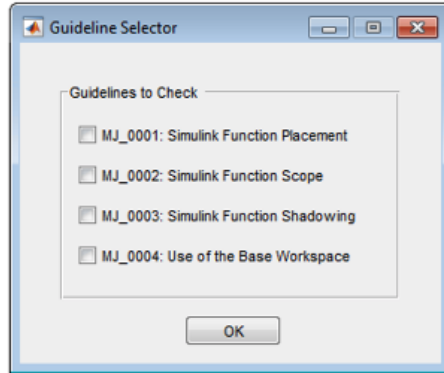 Guideline Selector
Guidelines to Check
MJ_0001: Simulink Function Placement
MJ_0002: Simulink Function Scope
MJ_0003: Simulink Function Shadowing
MJ_0004: Use of the Base Workspace
OK